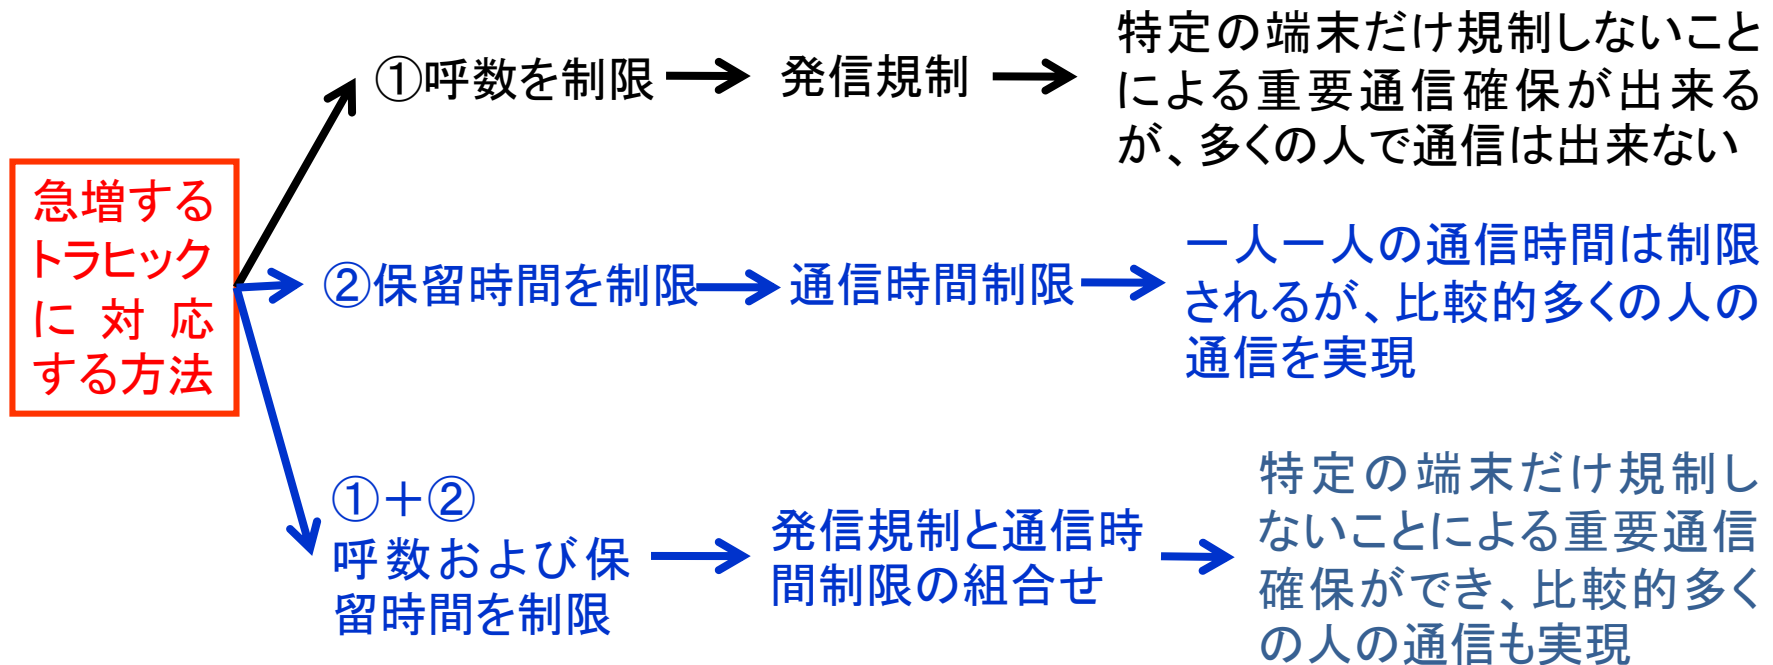 急増する
トラヒック
に対応
する方法
①呼数を制限
発信規制
特定の端末だけ規制しないこと
による重要通信確保が出来る
が、多くの人で通信は出来ない
②保留時間を制限
通信時間制限
一人一人の通信時間は制限
されるが、比較的多くの人の
通信を実現
①＋②
呼数および保
留時間を制限
発信規制と通信時
間制限の組合せ
特定の端末だけ規制し
ないことによる重要通信
確保ができ、比較的多く
の人の通信も実現